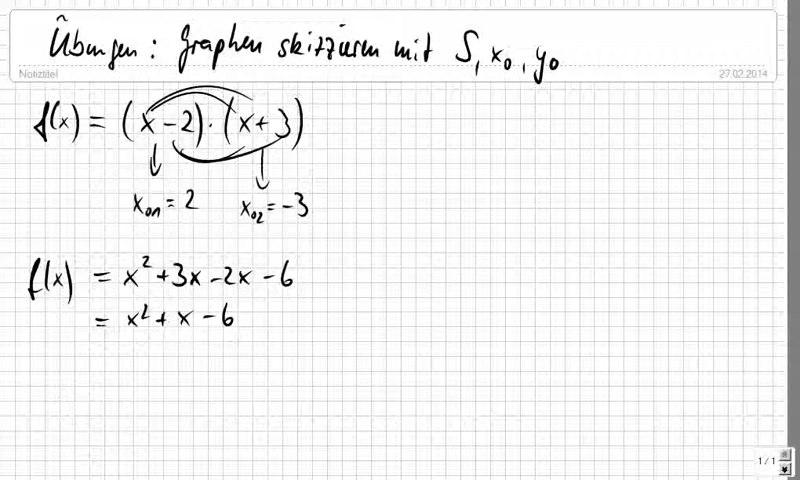 Übungen: Graphen skizzieren mit S, x₀, y₀
Notiztitel 27.02.2014
f(x) = (x-2)·(x+3)
x₀₁ = 2 x₀₂ = -3
f(x) = x² + 3x - 2x - 6
= x² + x - 6
1/1